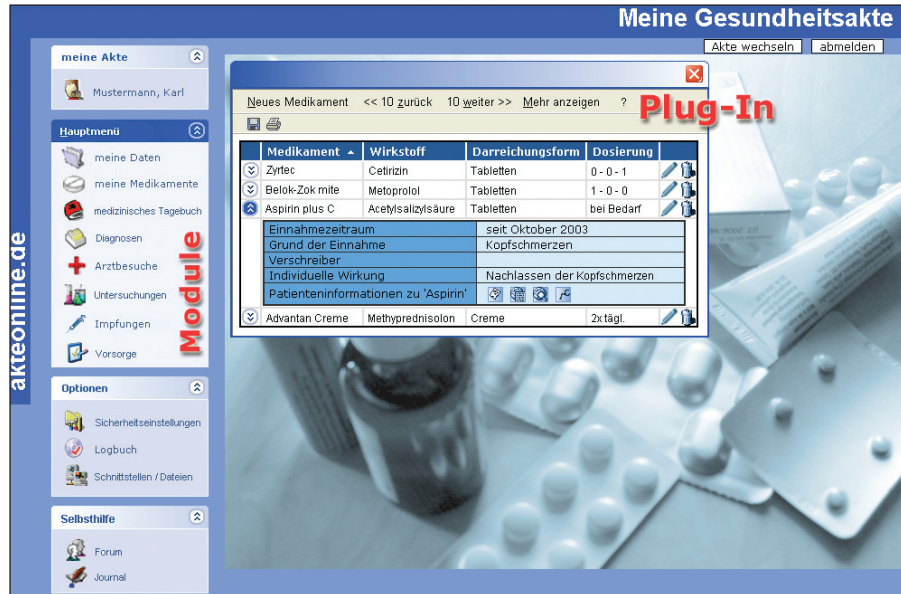 Meine Gesundheitsakte
Akte wechseln abmelden
akteonline.de
meine Akte
Mustermann, Karl
Hauptmenü
meine Daten
meine Medikamente
medizinisches Tagebuch
Diagnosen
Arztbesuche
Untersuchungen
Impfungen
Vorsorge
Module
Optionen
Sicherheitseinstellungen
Logbuch
Schnittstellen / Dateien
Selbsthilfe
Forum
Journal
Neues Medikament << 10 zurück 10 weiter >> Mehr anzeigen ?
Plug-In
Medikament Wirkstoff Darreichungsform Dosierung
Zyrtec Cetirizin Tabletten 0 - 0 - 1
Belok-Zok mite Metoprolol Tabletten 1 - 0 - 0
Aspirin plus C Acetylsalizylsäure Tabletten bei Bedarf
Einnahmezeitraum seit Oktober 2003
Grund der Einnahme Kopfschmerzen
Verschreiber
Individuelle Wirkung Nachlassen der Kopfschmerzen
Patienteninformationen zu 'Aspirin'
Advantan Creme Methyprednisolon Creme 2x tägl.